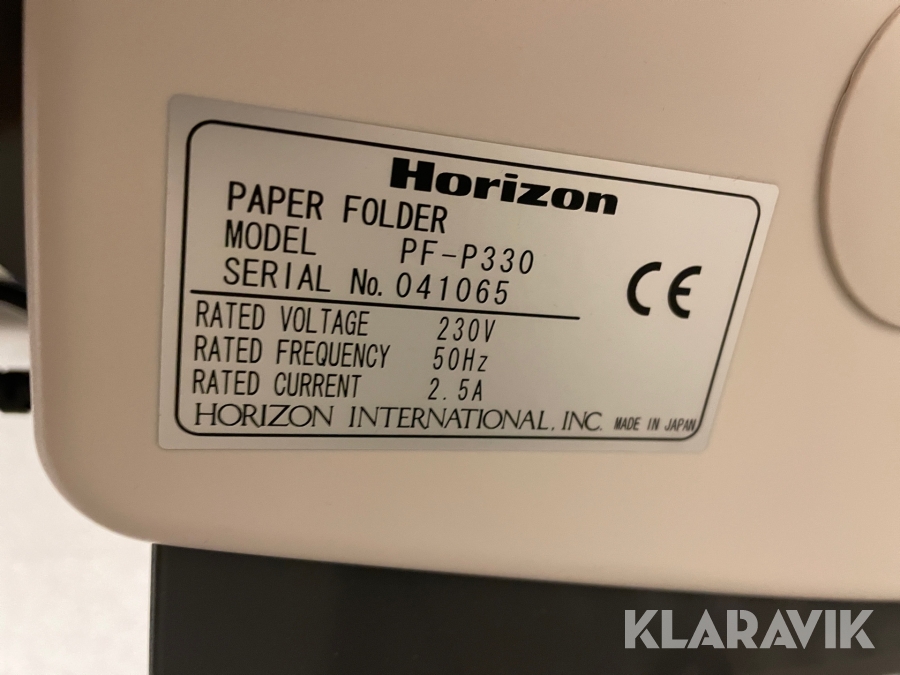 Horizon
PAPER FOLDER
MODEL PF-P330
SERIAL No. 041065
CE
RATED VOLTAGE 230V
RATED FREQUENCY 50Hz
RATED CURRENT 2.5A
HORIZON INTERNATIONAL, INC. MADE IN JAPAN
KLARAVIK